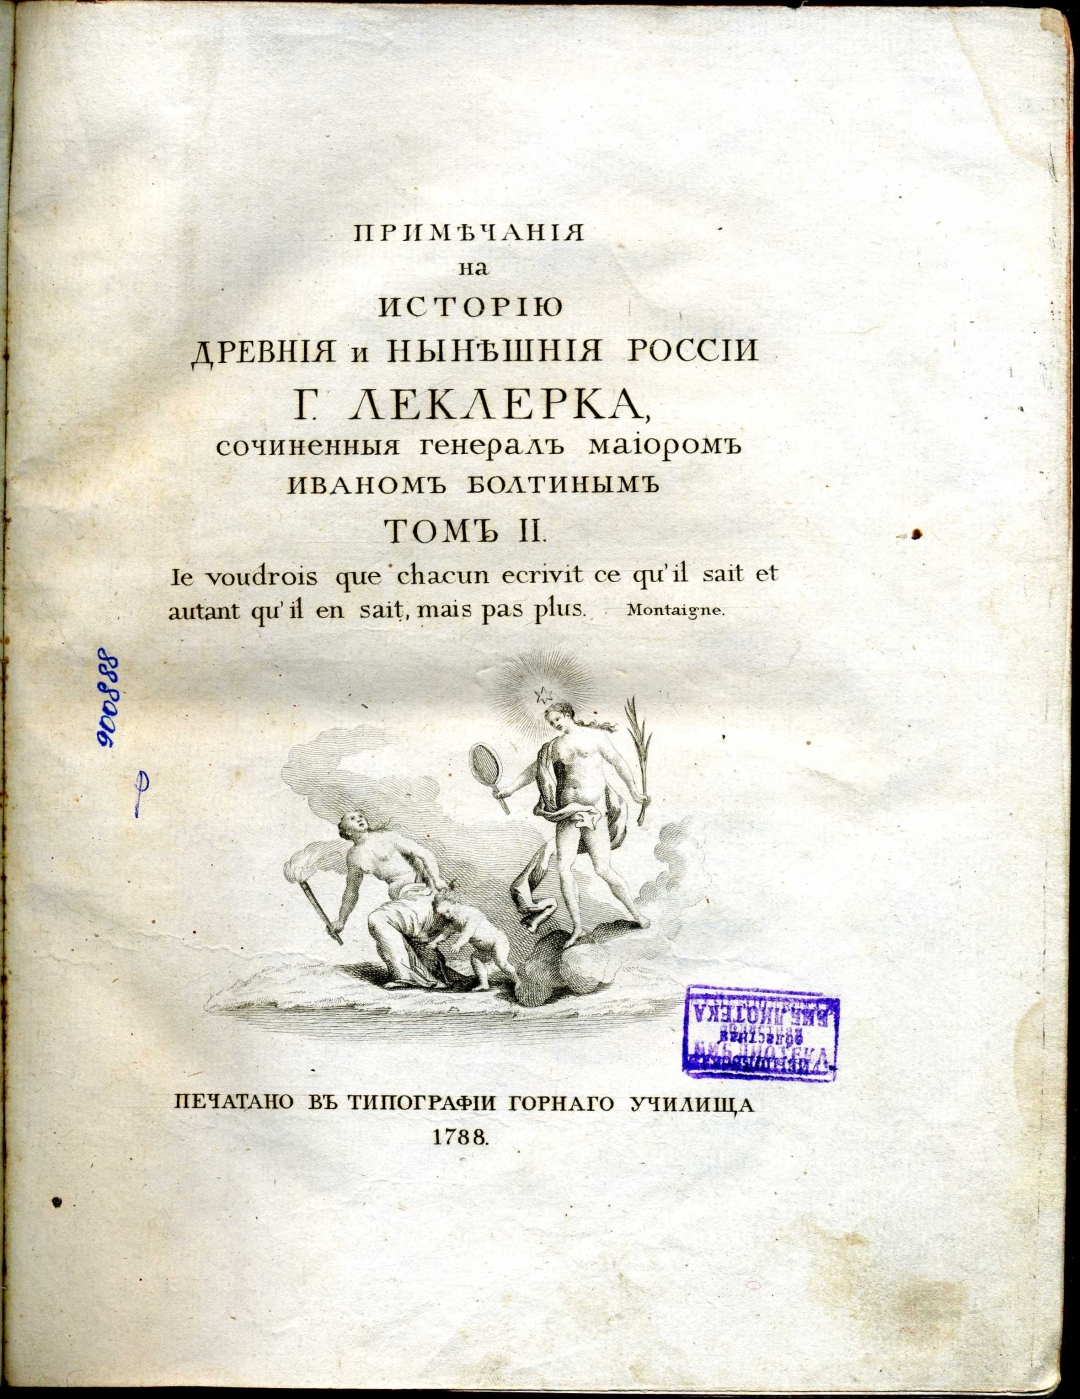 ПРИМѢЧАНІЯ
на
ИСТОРІЮ
ДРЕВНІЯ и НЫНѢШНІЯ РОССІИ
Г. ЛЕКЛЕРКА,
сочиненныя генералъ маіоромъ
ИВАНОМЪ БОЛТИНЫМЪ
ТОМЪ II.
Ie voudrois que chacun ecrivit ce qu'il sait et
autant qu'il en sait, mais pas plus. Montaigne.
900888
БИБЛИОТЕКА
ПЕЧАТАНО ВЪ ТИПОГРАФІИ ГОРНАГО УЧИЛИЩА
1788.